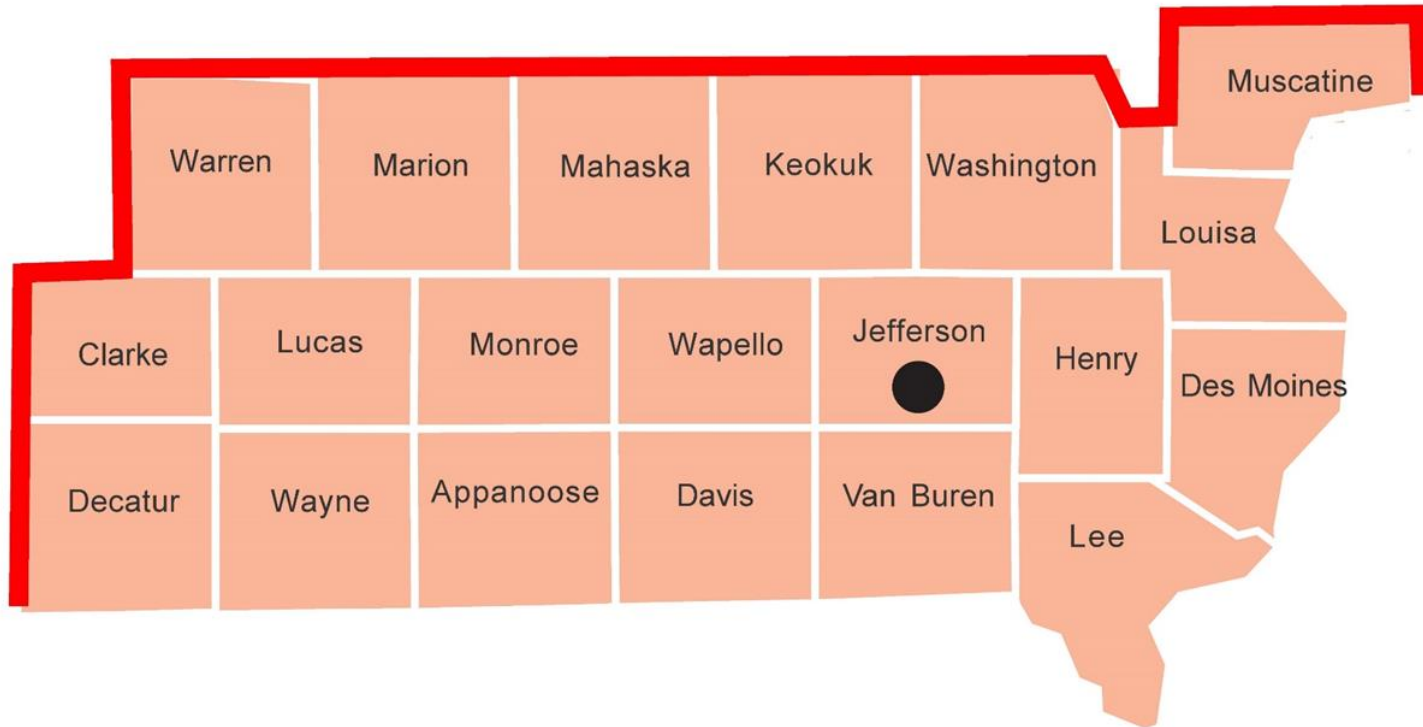 Muscatine
Warren
Marion
Mahaska
Keokuk
Washington
Louisa
Clarke
Lucas
Monroe
Wapello
Jefferson
Henry
Des Moines
Decatur
Wayne
Appanoose
Davis
Van Buren
Lee